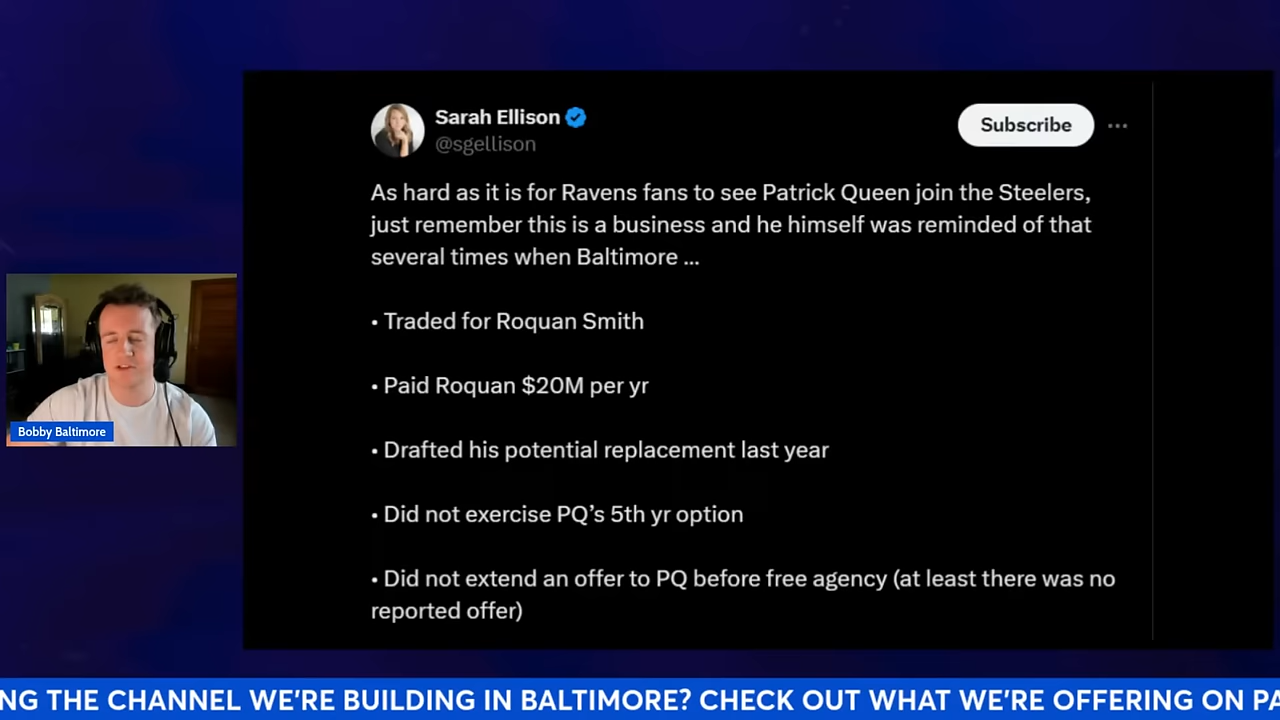 Sarah Ellison
@sgellison
Subscribe
As hard as it is for Ravens fans to see Patrick Queen join the Steelers,
just remember this is a business and he himself was reminded of that
several times when Baltimore ...
• Traded for Roquan Smith
• Paid Roquan $20M per yr
• Drafted his potential replacement last year
• Did not exercise PQ’s 5th yr option
• Did not extend an offer to PQ before free agency (at least there was no
reported offer)
Bobby Baltimore
NG THE CHANNEL WE’RE BUILDING IN BALTIMORE? CHECK OUT WHAT WE’RE OFFERING ON PA